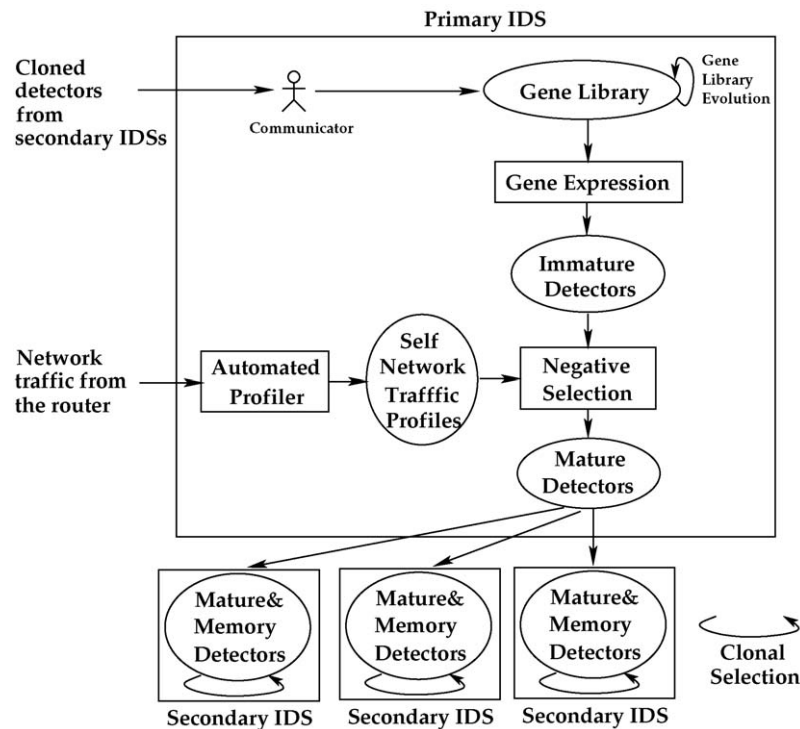 Primary IDS
Cloned
detectors
from
secondary IDSs
Communicator
Gene Library
Gene
Library
Evolution
Gene Expression
Immature
Detectors
Network
traffic from
the router
Automated
Profiler
Self
Network
Trafffic
Profiles
Negative
Selection
Mature
Detectors
Mature&
Memory
Detectors
Secondary IDS
Mature&
Memory
Detectors
Secondary IDS
Mature&
Memory
Detectors
Secondary IDS
Clonal
Selection